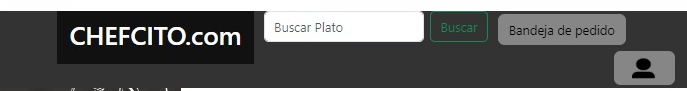 CHEFCITO.com
Buscar Plato
Buscar
Bandeja de pedido